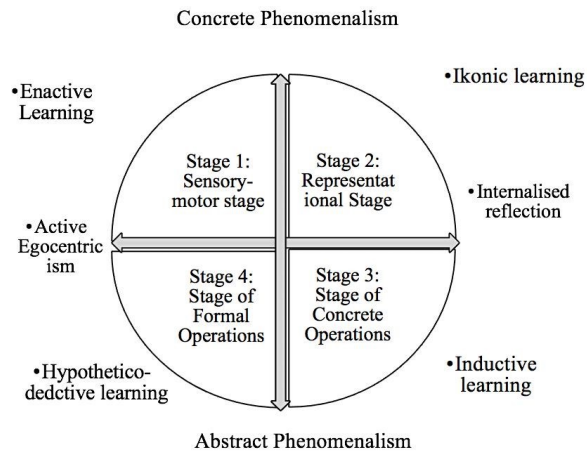 Concrete Phenomenalism
•Enactive
Learning
•Ikonic learning
Stage 1:
Sensory-
motor stage
Stage 2:
Representat
ional Stage
•Internalised
reflection
•Active
Egocentric
ism
Stage 4:
Stage of
Formal
Operations
Stage 3:
Stage of
Concrete
Operations
•Hypothetico-
dedctive learning
•Inductive
learning
Abstract Phenomenalism